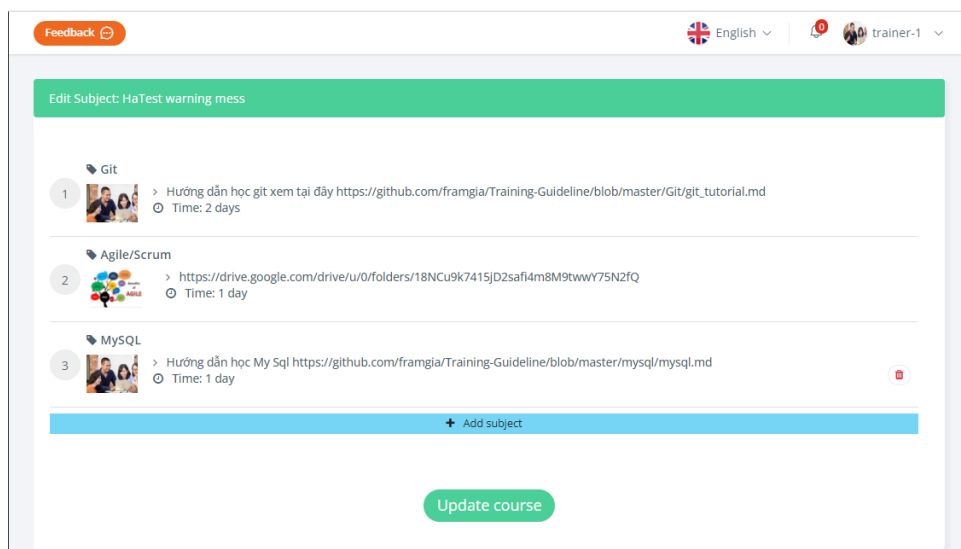 Feedback
English
0
trainer-1
Edit Subject: HaTest warning mess
Git
1
Hướng dẫn học git xem tại đây https://github.com/framgia/Training-Guideline/blob/master/Git/git_tutorial.md
Time: 2 days
Agile/Scrum
2
https://drive.google.com/drive/u/0/folders/18NCu9k7415jD2safi4m8M9twwY75N2fQ
AGILE
Time: 1 day
MySQL
3
Hướng dẫn học My Sql https://github.com/framgia/Training-Guideline/blob/master/mysql/mysql.md
Time: 1 day
+ Add subject
Update course